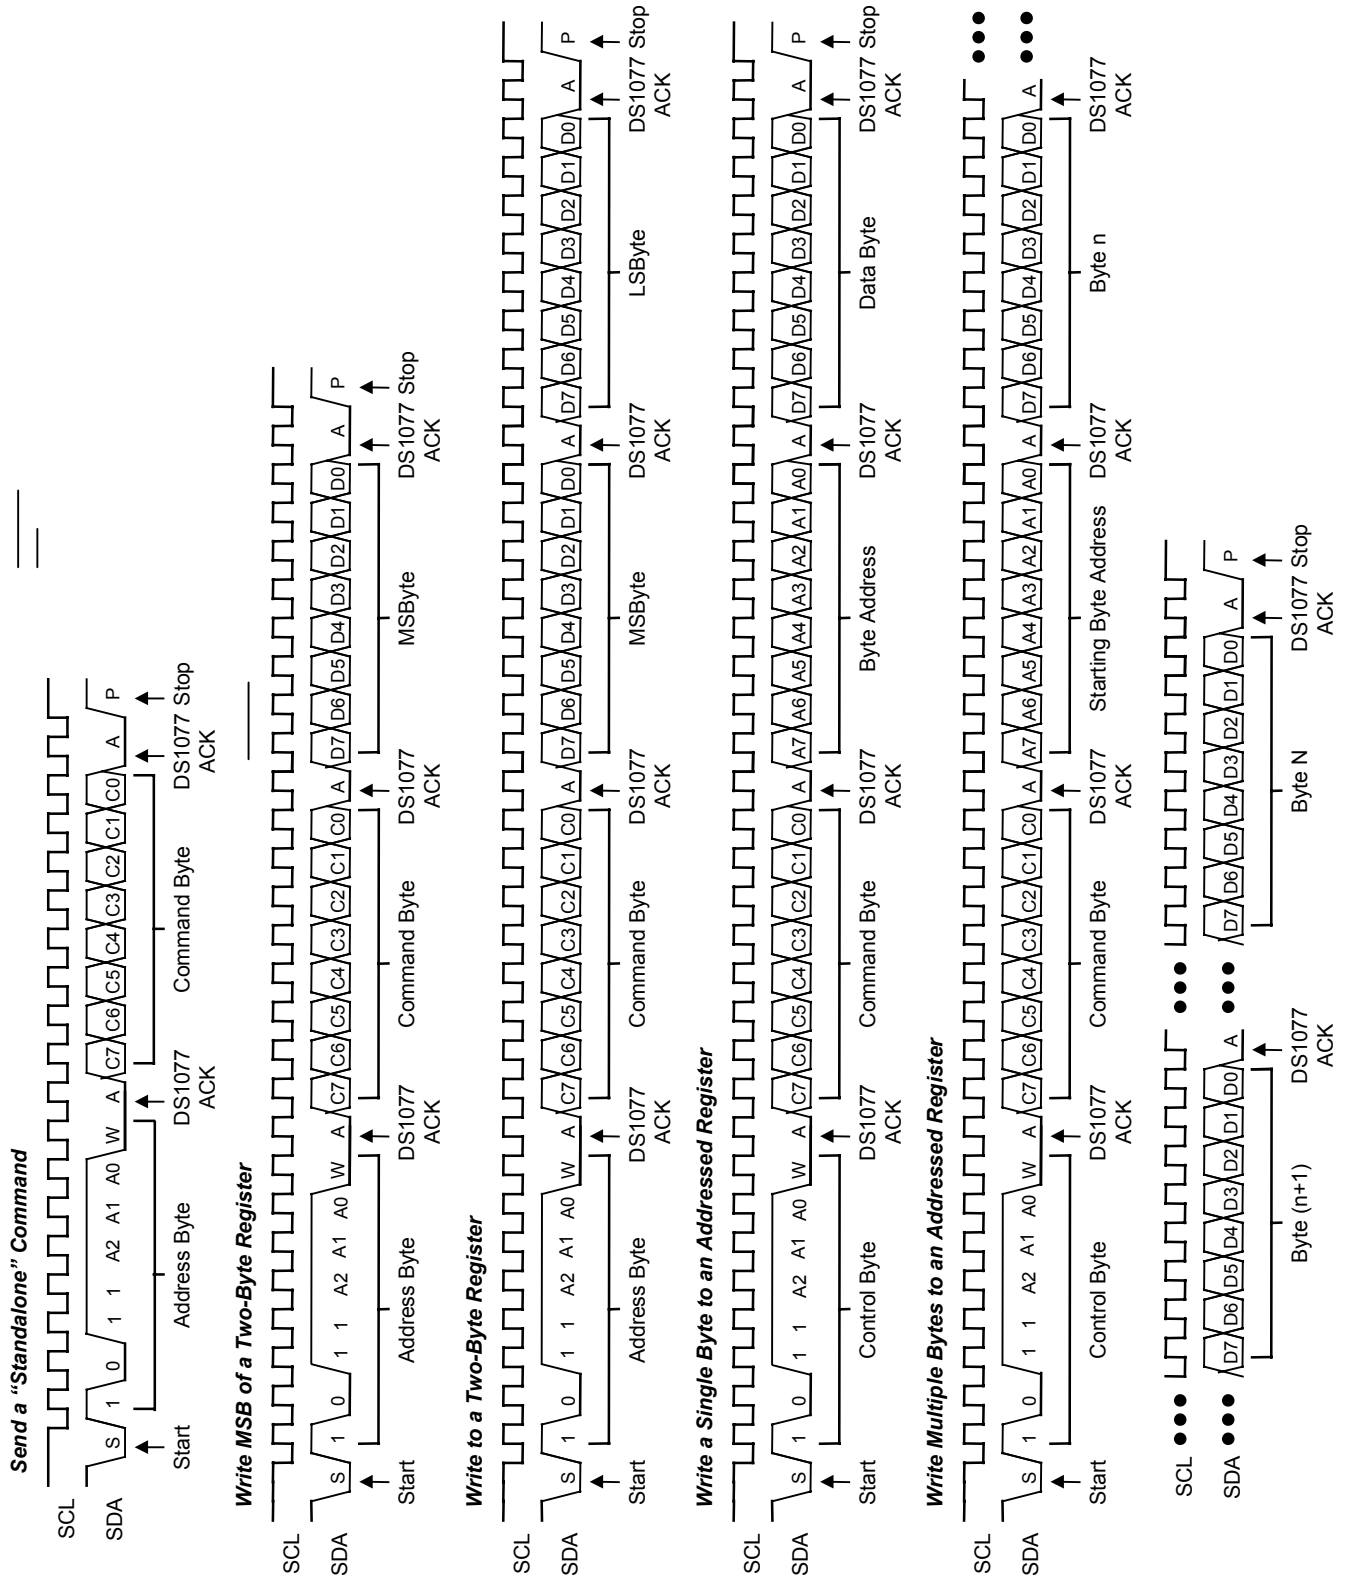 Send a “Standalone” Command
SCL
SDA
S 1 0 1 1 A2 A1 A0 W A C7 C6 C5 C4 C3 C2 C1 C0 A P
Start Address Byte DS1077 ACK Command Byte DS1077 ACK Stop
Write MSB of a Two-Byte Register
SCL
SDA
S 1 0 1 1 A2 A1 A0 W A C7 C6 C5 C4 C3 C2 C1 C0 A D7 D6 D5 D4 D3 D2 D1 D0 A P
Start Address Byte DS1077 ACK Command Byte DS1077 ACK MSByte DS1077 ACK Stop
Write to a Two-Byte Register
SCL
SDA
S 1 0 1 1 A2 A1 A0 W A C7 C6 C5 C4 C3 C2 C1 C0 A D7 D6 D5 D4 D3 D2 D1 D0 A D7 D6 D5 D4 D3 D2 D1 D0 A P
Start Address Byte DS1077 ACK Command Byte DS1077 ACK MSByte DS1077 ACK LSByte DS1077 ACK Stop
Write a Single Byte to an Addressed Register
SCL
SDA
S 1 0 1 1 A2 A1 A0 W A C7 C6 C5 C4 C3 C2 C1 C0 A A7 A6 A5 A4 A3 A2 A1 A0 A D7 D6 D5 D4 D3 D2 D1 D0 A P
Start Control Byte DS1077 ACK Command Byte DS1077 ACK Byte Address DS1077 ACK Data Byte DS1077 ACK Stop
Write Multiple Bytes to an Addressed Register
SCL
SDA
S 1 0 1 1 A2 A1 A0 W A C7 C6 C5 C4 C3 C2 C1 C0 A A7 A6 A5 A4 A3 A2 A1 A0 A D7 D6 D5 D4 D3 D2 D1 D0 A
Start Control Byte DS1077 ACK Command Byte DS1077 ACK Starting Byte Address DS1077 ACK Byte n DS1077 ACK
SCL
SDA
D7 D6 D5 D4 D3 D2 D1 D0 A D7 D6 D5 D4 D3 D2 D1 D0 A P
Byte (n+1) DS1077 ACK Byte N DS1077 ACK Stop